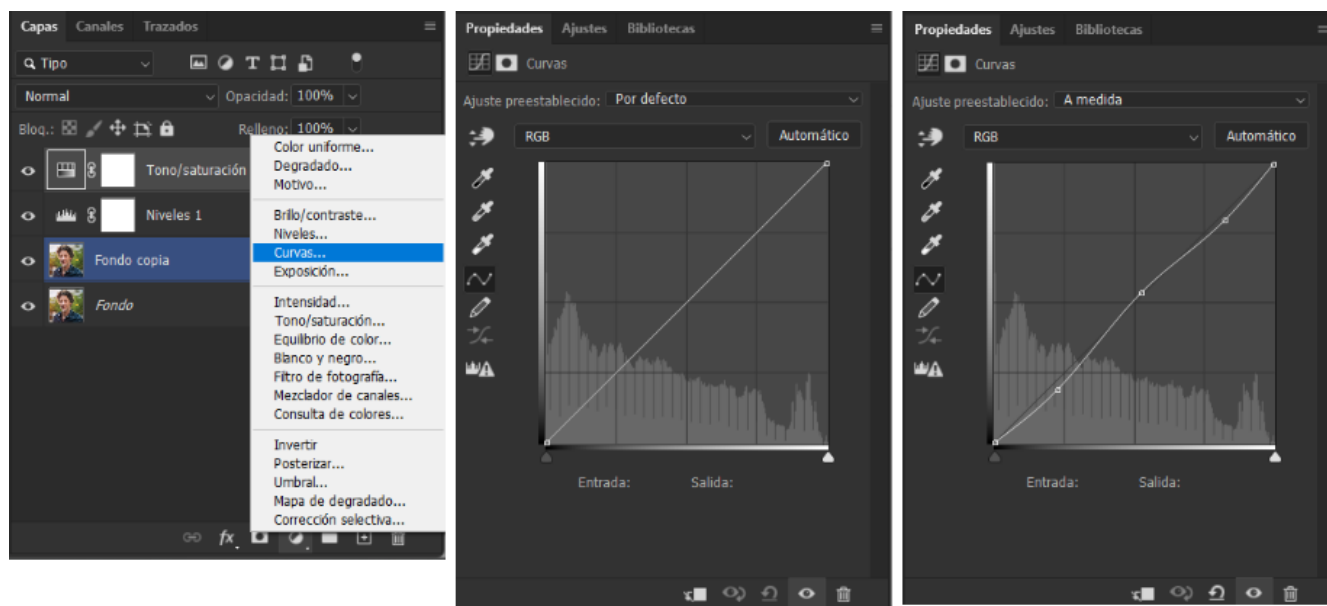 Capas Canales Trazados
Tipo
Normal Opacidad: 100%
Bloq.: Relleno: 100%
Tono/saturación
Niveles 1
Fondo copia
Fondo
fx
Color uniforme...
Degradado...
Motivo...
Brillo/contraste...
Niveles...
Curvas...
Exposición...
Intensidad...
Tono/saturación...
Equilibrio de color...
Blanco y negro...
Filtro de fotografía...
Mezclador de canales...
Consulta de colores...
Invertir
Posterizar...
Umbral...
Mapa de degradado...
Corrección selectiva...
Propiedades Ajustes Bibliotecas
Curvas
Ajuste preestablecido: Por defecto
RGB Automático
Entrada: Salida:
Propiedades Ajustes Bibliotecas
Curvas
Ajuste preestablecido: A medida
RGB Automático
Entrada: Salida: